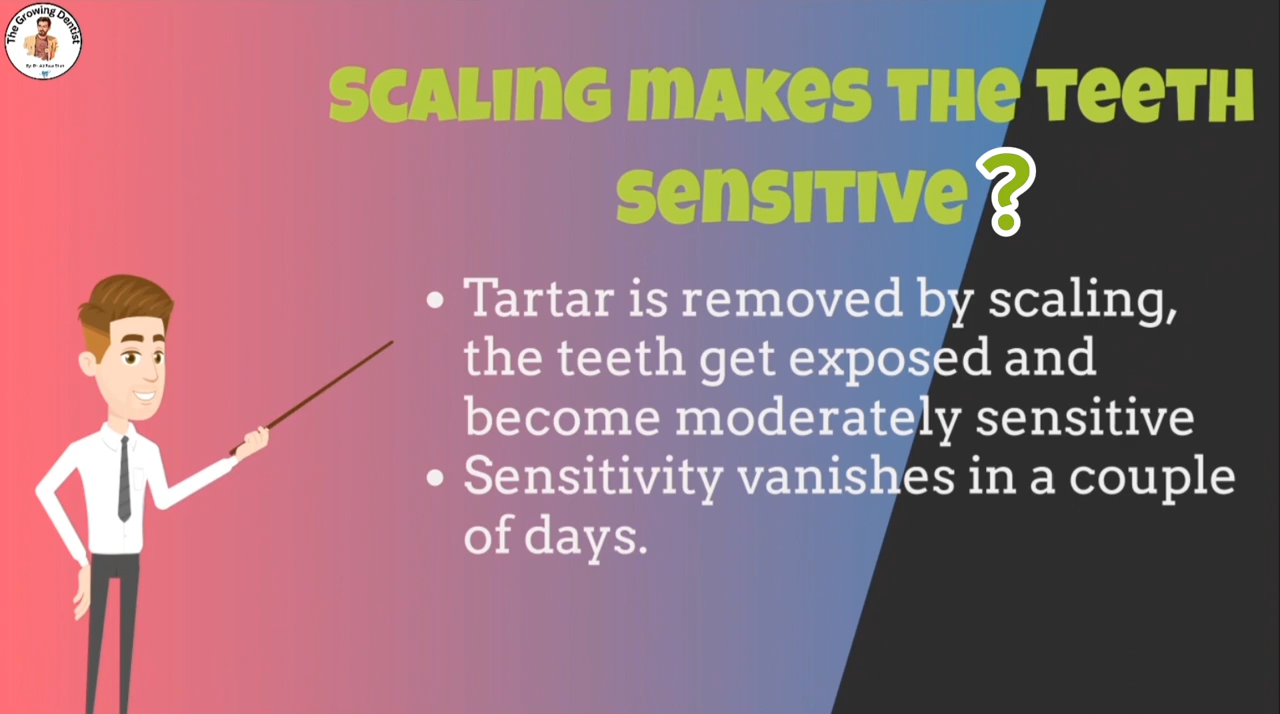 The Growing Dentist
SCALING MAKES THE TEETH
SENSITIVE?
• Tartar is removed by scaling,
the teeth get exposed and
become moderately sensitive
• Sensitivity vanishes in a couple
of days.